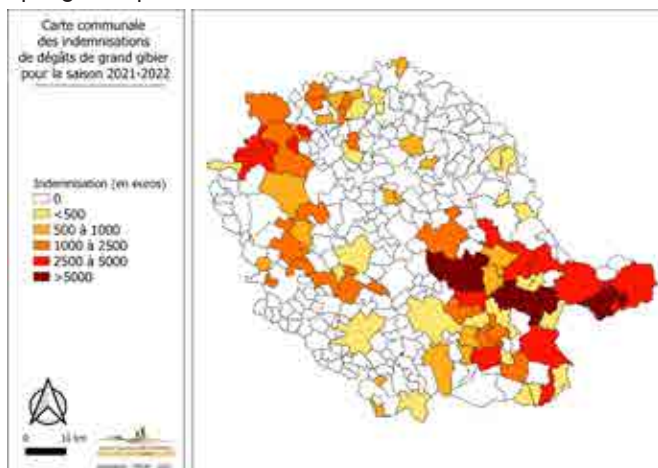 Carte communale
des indemnisations
de dégâts de grand gibier
pour la saison 2021-2022
Indemnisation (en euros)
0
<500
500 à 1000
1000 à 2500
2500 à 5000
>5000
0 10 km